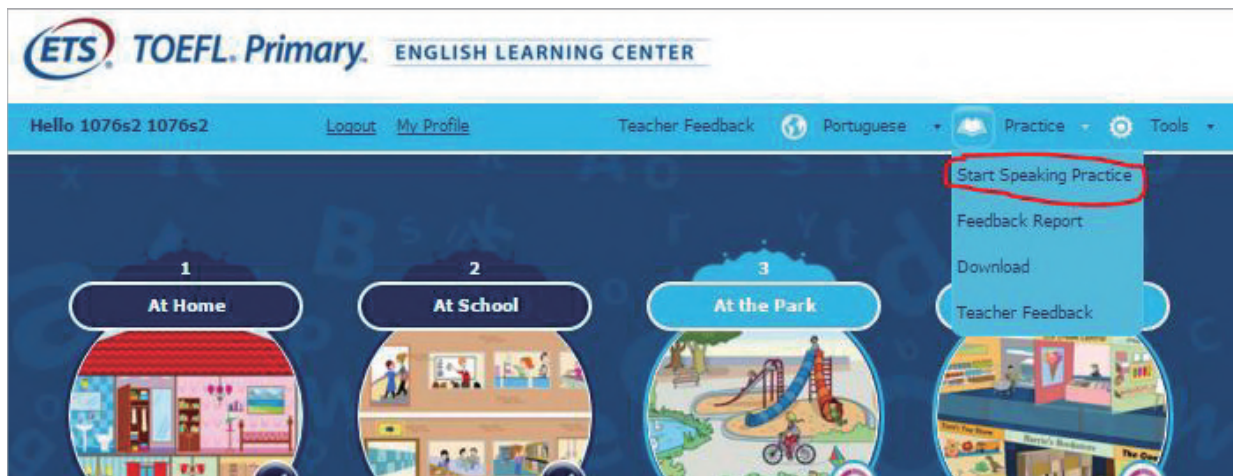 ETS TOEFL® Primary™ ENGLISH LEARNING CENTER
Hello 1076s2 1076s2 Logout My Profile Teacher Feedback Portuguese Practice Tools
Start Speaking Practice
Feedback Report
Download
Teacher Feedback
1
At Home
2
At School
3
At the Park